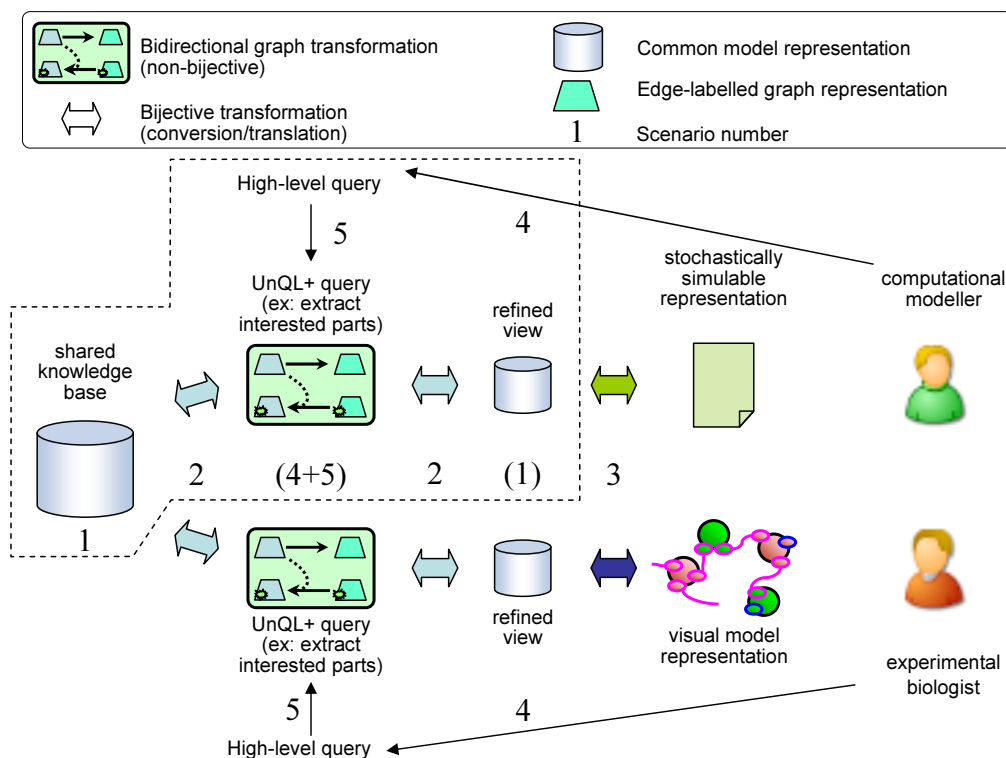 Bidirectional graph transformation
(non-bijective)
Bijective transformation
(conversion/translation)
Common model representation
Edge-labelled graph representation
1
Scenario number
High-level query
4
5
stochastically
simulable
representation
computational
modeller
UnQL+ query
(ex: extract
interested parts)
refined
view
shared
knowledge
base
2
(4+5)
2
(1)
3
1
UnQL+ query
(ex: extract
interested parts)
refined
view
visual model
representation
experimental
biologist
5
4
High-level query